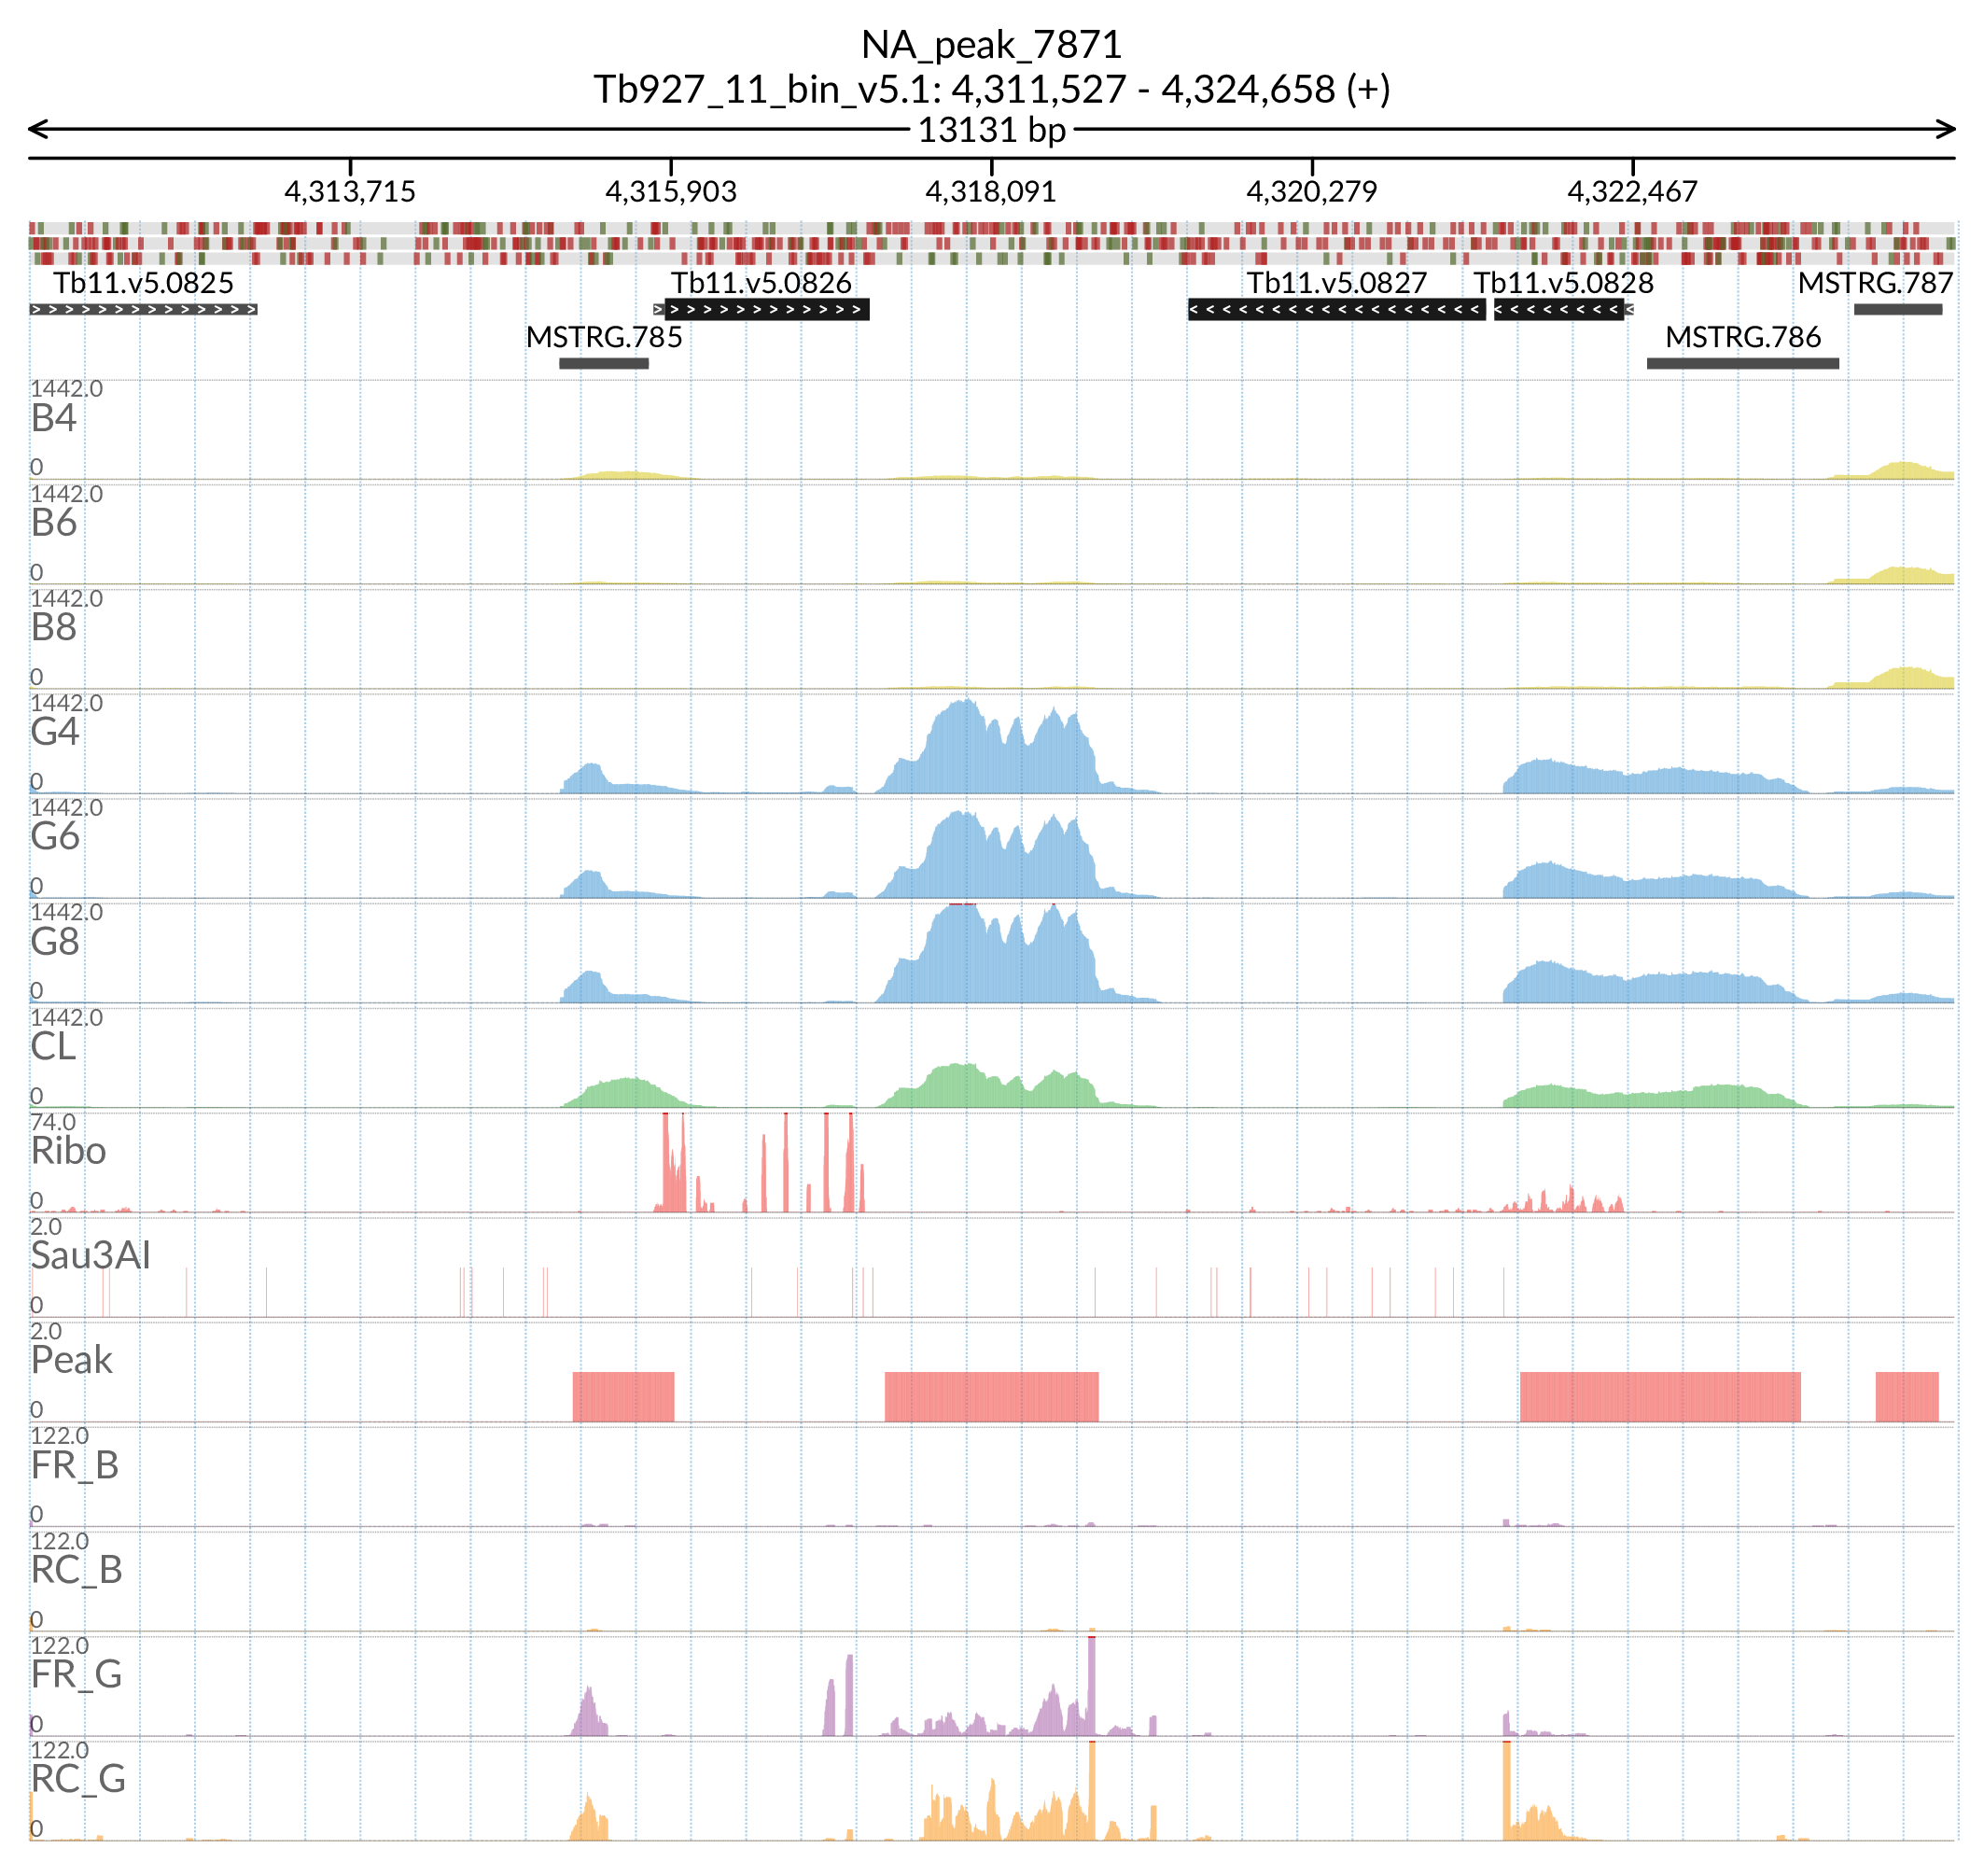 NA_peak_7871
Tb927_11_bin_v5.1: 4,311,527 - 4,324,658 (+)
13131 bp
4,313,715 4,315,903 4,318,091 4,320,279 4,322,467
Tb11.v5.0825 Tb11.v5.0826 Tb11.v5.0827 Tb11.v5.0828 MSTRG.787
MSTRG.785 MSTRG.786
1442.0
B4
0
1442.0
B6
0
1442.0
B8
0
1442.0
G4
0
1442.0
G6
0
1442.0
G8
0
1442.0
CL
0
74.0
Ribo
0
2.0
Sau3AI
0
2.0
Peak
0
122.0
FR_B
0
122.0
RC_B
0
122.0
FR_G
0
122.0
RC_G
0